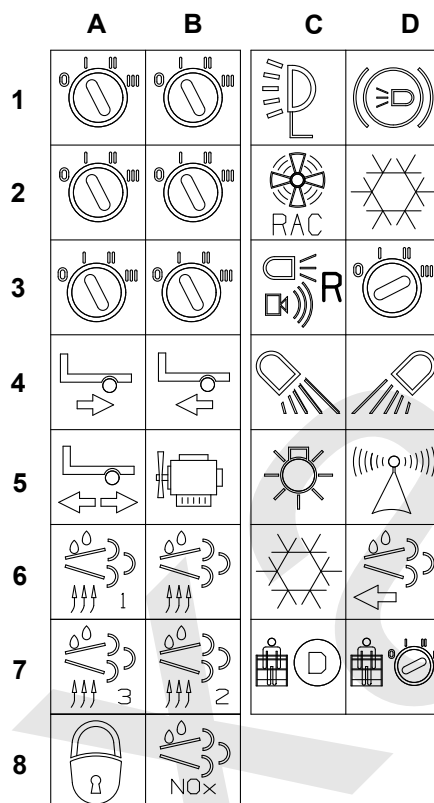 A B C D
1 0 I II III 0 I II III
2 0 I II III 0 I II III RAC
3 0 I II III 0 I II III R 0 I II III
4
5
6 1
7 3 2 D 0 I II
8 NOx